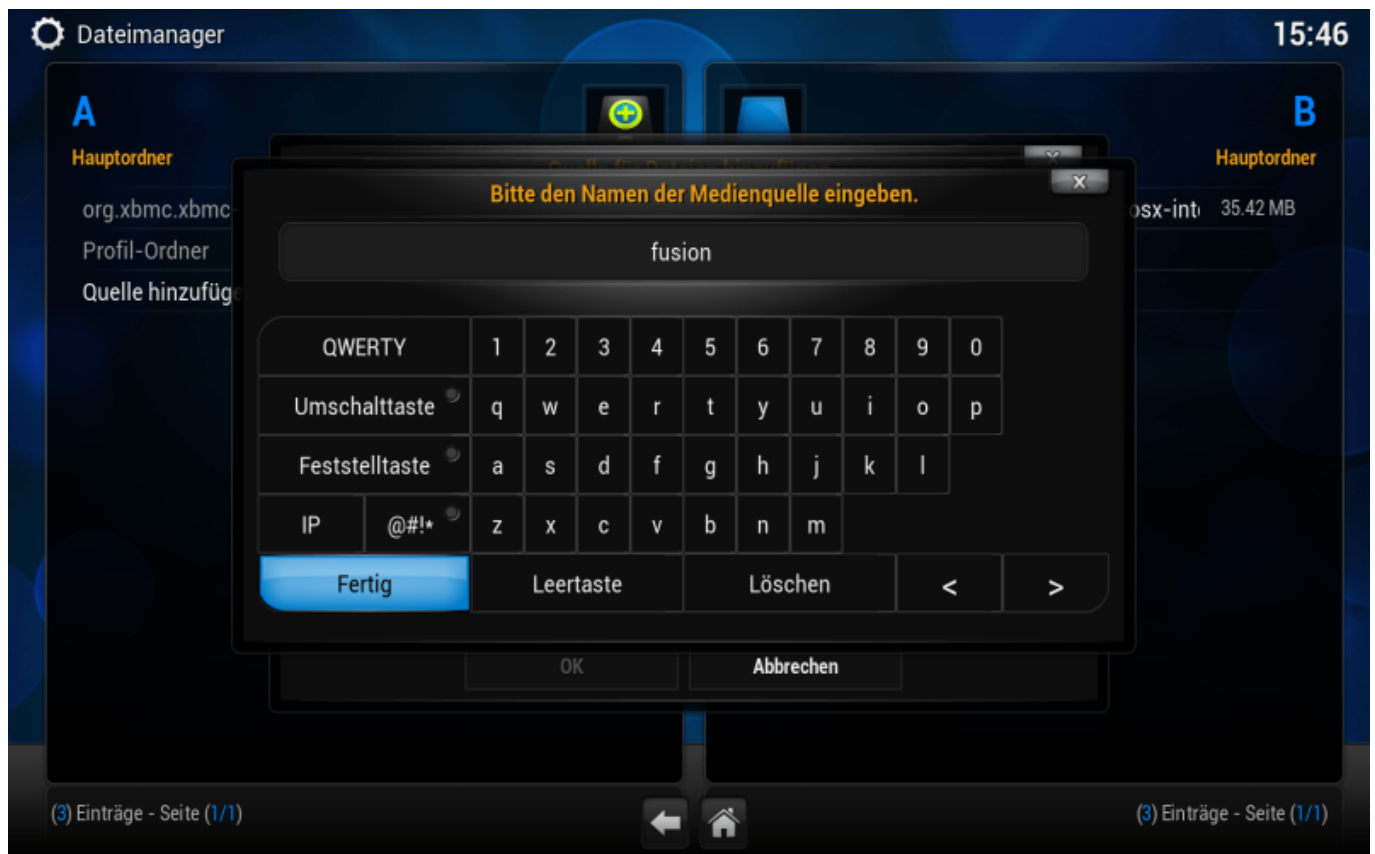 Dateimanager
15:46
A
B
Hauptordner
Hauptordner
Bitte den Namen der Medienquelle eingeben.
x
org.xbmc.xbmc-
osx-int
35.42 MB
Profil-Ordner
fusion
Quelle hinzufüge
QWERTY 1 2 3 4 5 6 7 8 9 0
Umschalttaste q w e r t y u i o p
Feststelltaste a s d f g h j k l
IP @#!* z x c v b n m
Fertig Leertaste Löschen < >
OK Abbrechen
(3) Einträge - Seite (1/1)
(3) Einträge - Seite (1/1)